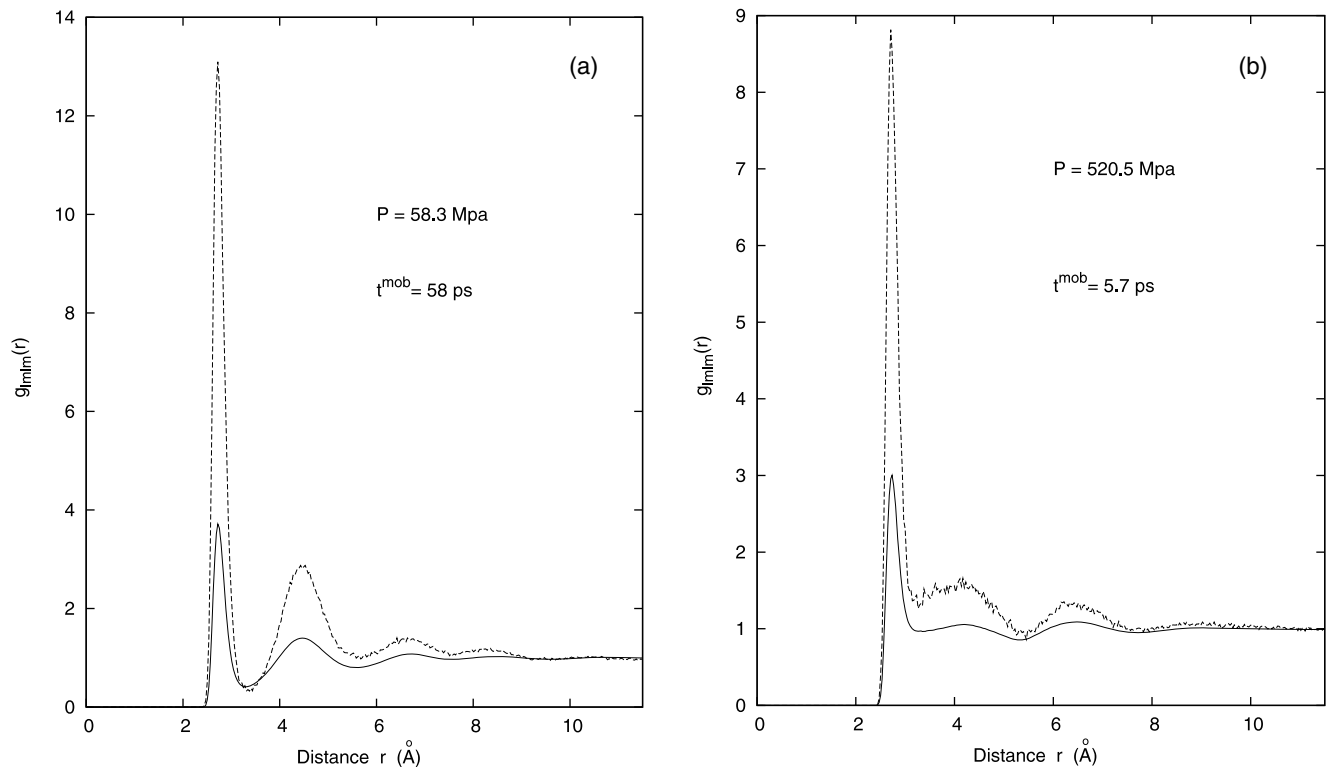 14
12
10
8
6
4
2
0
0 2 4 6 8 10
g_ImIm(r)
Distance r (Å)
(a)
P = 58.3 Mpa
t^mob = 58 ps
9
8
7
6
5
4
3
2
1
0
0 2 4 6 8 10
g_ImIm(r)
Distance r (Å)
(b)
P = 520.5 Mpa
t^mob = 5.7 ps